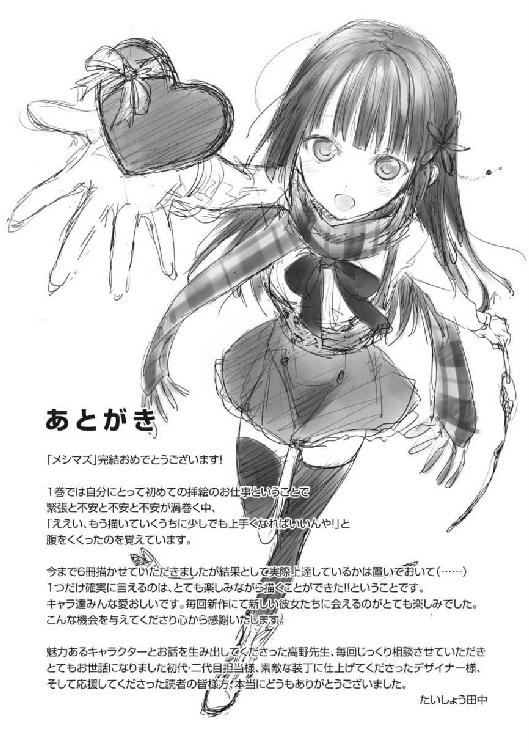 あとがき
「メシマズ」完結おめでとうございます！
1巻では自分にとって初めての挿絵のお仕事ということで
緊張と不安と不安と不安が渦巻く中、
「ええい、もう描いていくうちに少しでも上手くなればいいんや！」と
腹をくくったのを覚えています。
今まで6冊描かせていただきましたが結果として実際上達しているかは置いておいて（……）
1つだけ確実に言えるのは、とても楽しみながら描くことができた!!ということです。
キャラ達みんな愛おしいです。毎回新作にて新しい彼女たちに会えるのがとても楽しみでした。
こんな機会を与えてくださり心から感謝いたします。
魅力あるキャラクターとお話を生み出してくださった高野先生、毎回じっくり相談させていただき
とてもお世話になりました初代・二代目担当様、素敵な装丁に仕上げてくださったデザイナー様、
そして応援してくださった読者の皆様方、本当にどうもありがとうございました。
たいしょう田中